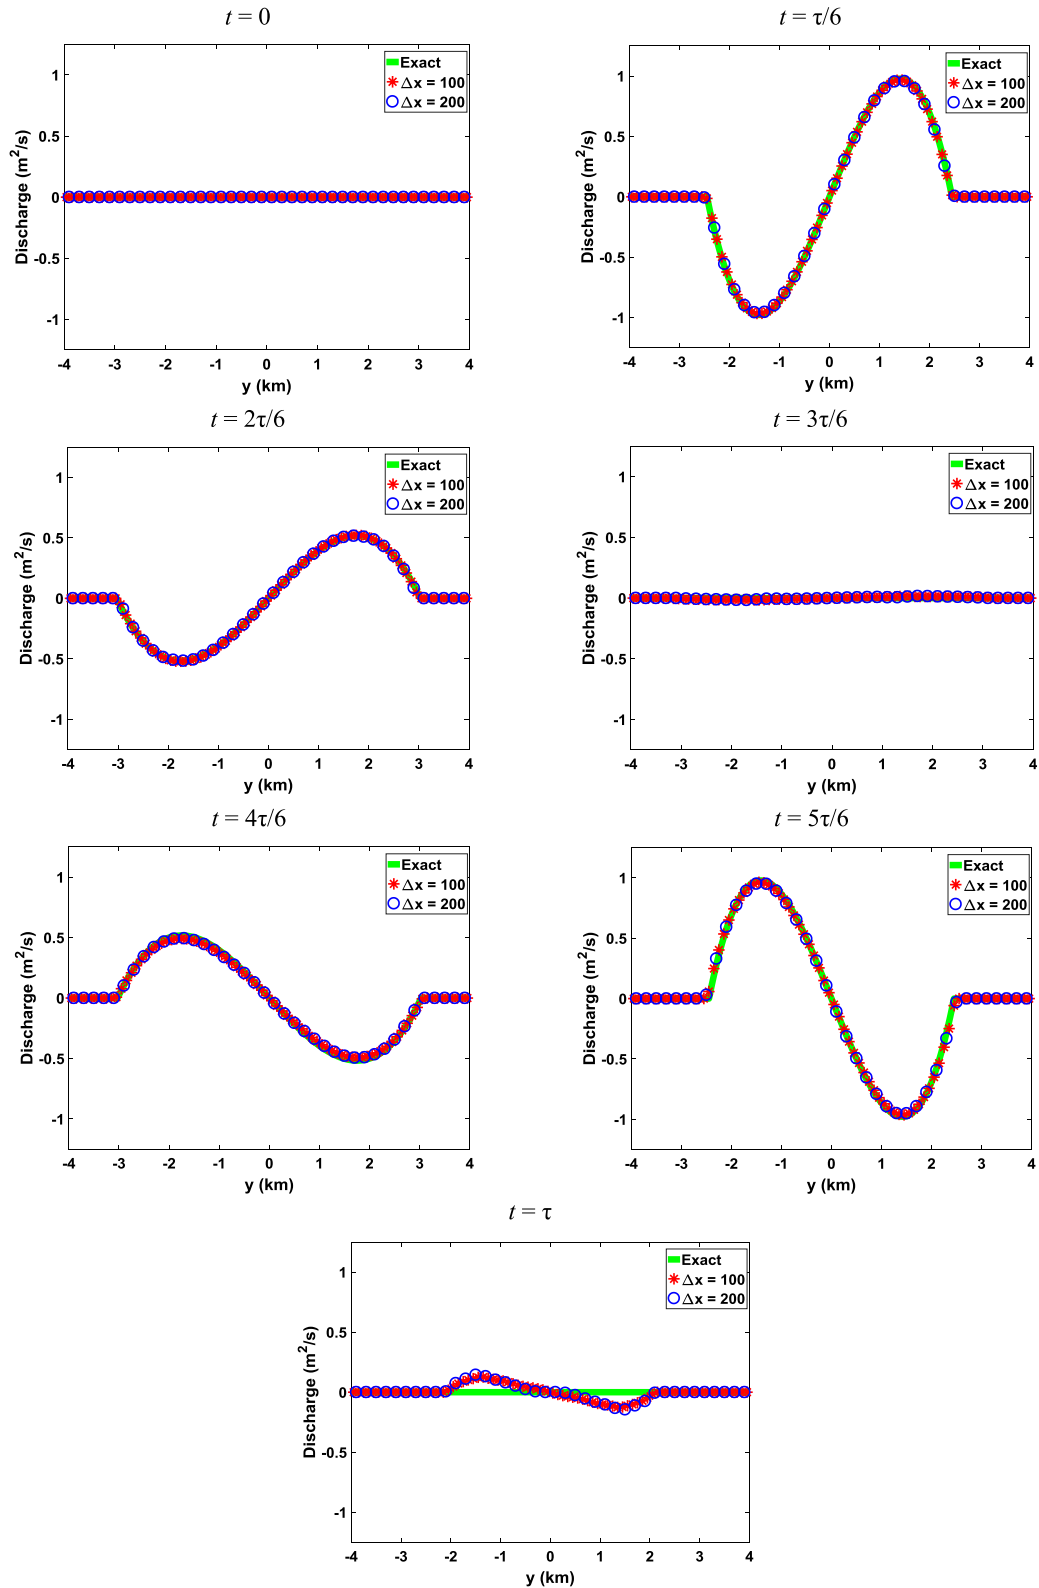 t = 0
Exact
Δx = 100
Δx = 200
Discharge (m²/s)
1
0.5
0
-0.5
-1
-4 -3 -2 -1 0 1 2 3 4
y (km)
t = τ/6
Exact
Δx = 100
Δx = 200
Discharge (m²/s)
1
0.5
0
-0.5
-1
-4 -3 -2 -1 0 1 2 3 4
y (km)
t = 2τ/6
Exact
Δx = 100
Δx = 200
Discharge (m²/s)
1
0.5
0
-0.5
-1
-4 -3 -2 -1 0 1 2 3 4
y (km)
t = 3τ/6
Exact
Δx = 100
Δx = 200
Discharge (m²/s)
1
0.5
0
-0.5
-1
-4 -3 -2 -1 0 1 2 3 4
y (km)
t = 4τ/6
Exact
Δx = 100
Δx = 200
Discharge (m²/s)
1
0.5
0
-0.5
-1
-4 -3 -2 -1 0 1 2 3 4
y (km)
t = 5τ/6
Exact
Δx = 100
Δx = 200
Discharge (m²/s)
1
0.5
0
-0.5
-1
-4 -3 -2 -1 0 1 2 3 4
y (km)
t = τ
Exact
Δx = 100
Δx = 200
Discharge (m²/s)
1
0.5
0
-0.5
-1
-4 -3 -2 -1 0 1 2 3 4
y (km)